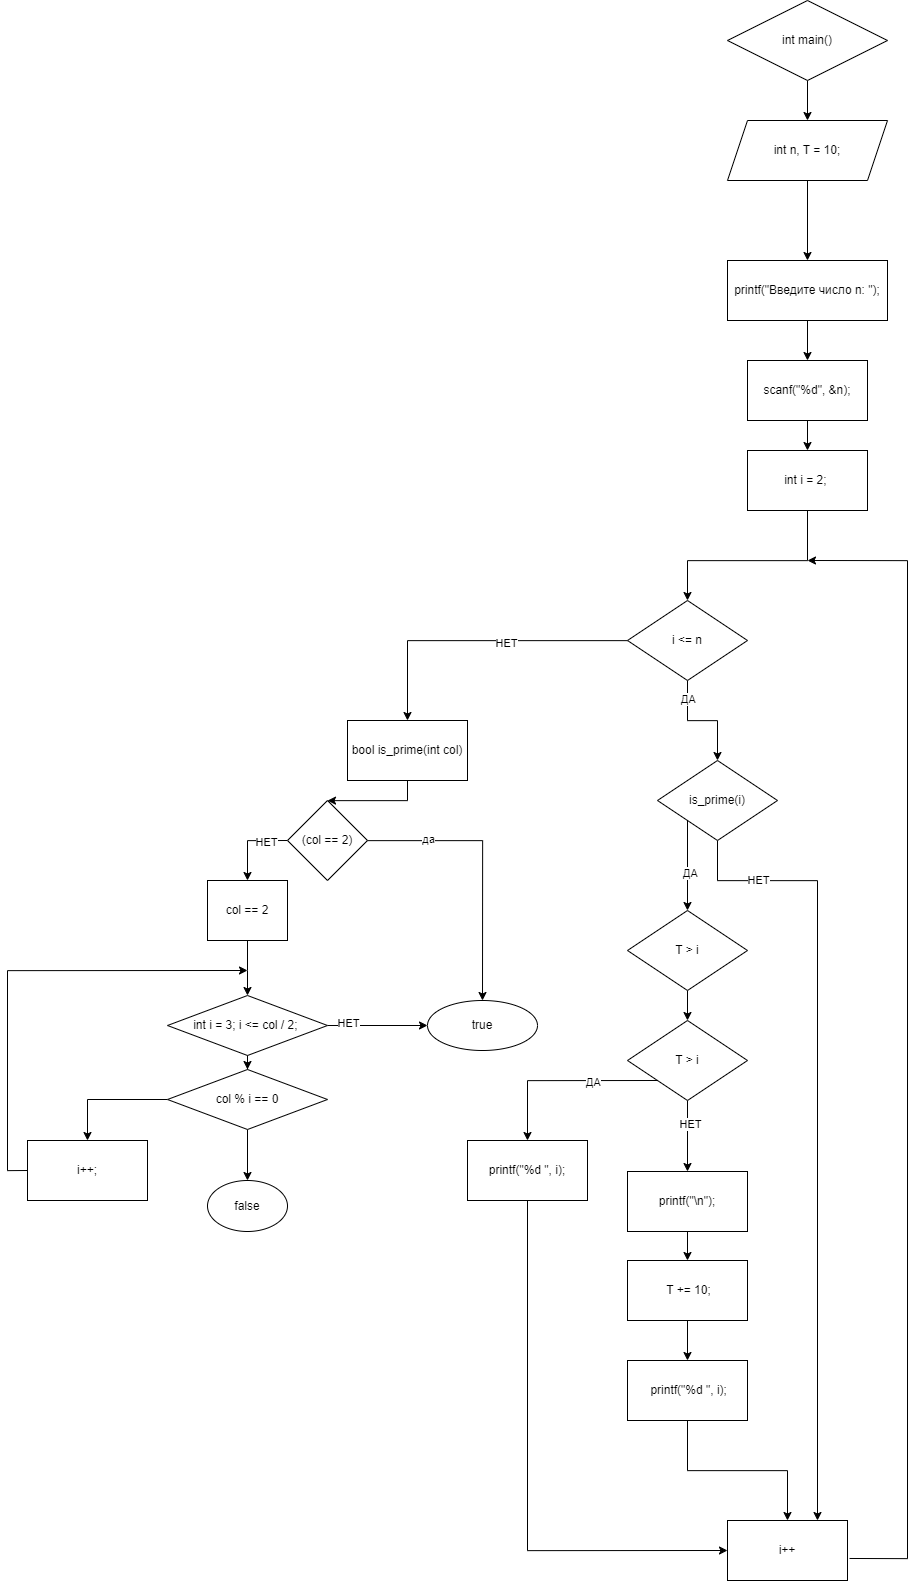 int main()
int n, T = 10;
printf("Введите число n: ");
scanf("%d", &n);
int i = 2;
i <= n
НЕТ
ДА
bool is_prime(int col)
is_prime(i)
(col == 2)
НЕТ
да
ДА
НЕТ
col == 2
T > i
int i = 3; i <= col / 2;
НЕТ
true
T > i
ДА
col % i == 0
НЕТ
i++;
printf("%d ", i);
false
printf("\n");
T += 10;
printf("%d ", i);
i++